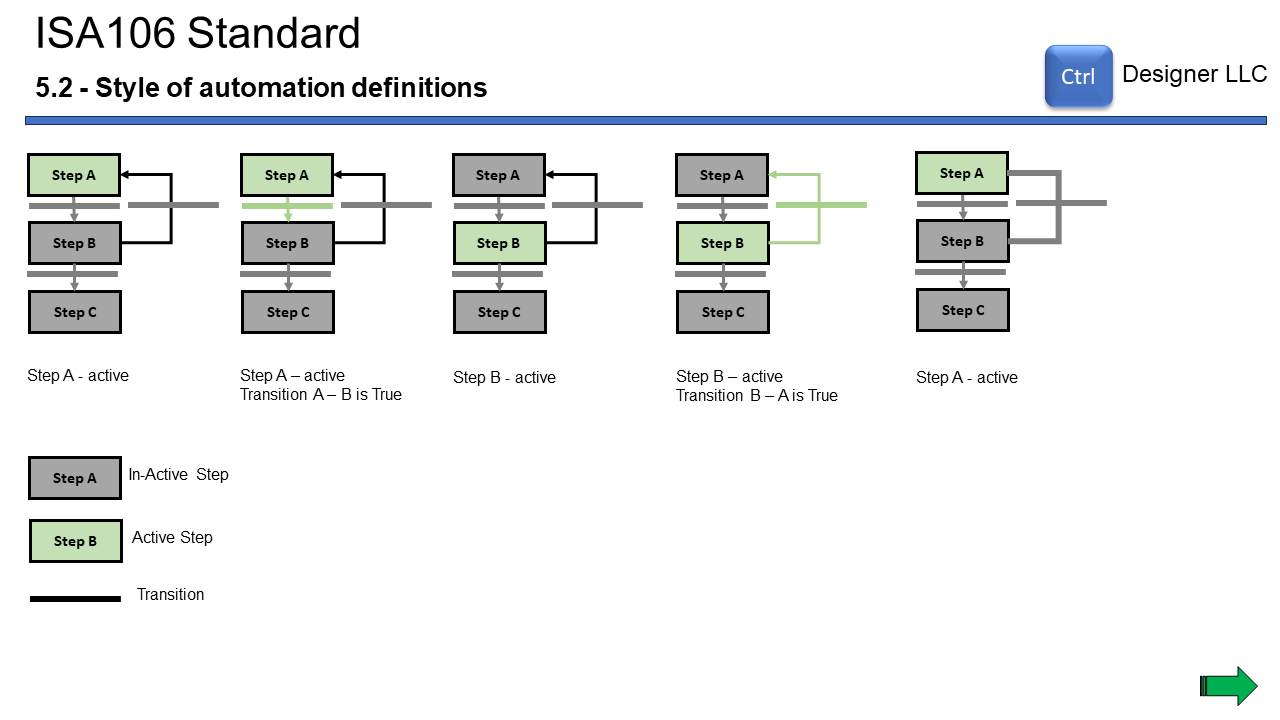 ISA106 Standard
5.2 - Style of automation definitions
Ctrl
Designer LLC
Step A
Step B
Step C
Step A - active
Step A
Step B
Step C
Step A – active
Transition A – B is True
Step A
Step B
Step C
Step B - active
Step A
Step B
Step C
Step B – active
Transition B – A is True
Step A
Step B
Step C
Step A - active
Step A
In-Active Step
Step B
Active Step
Transition